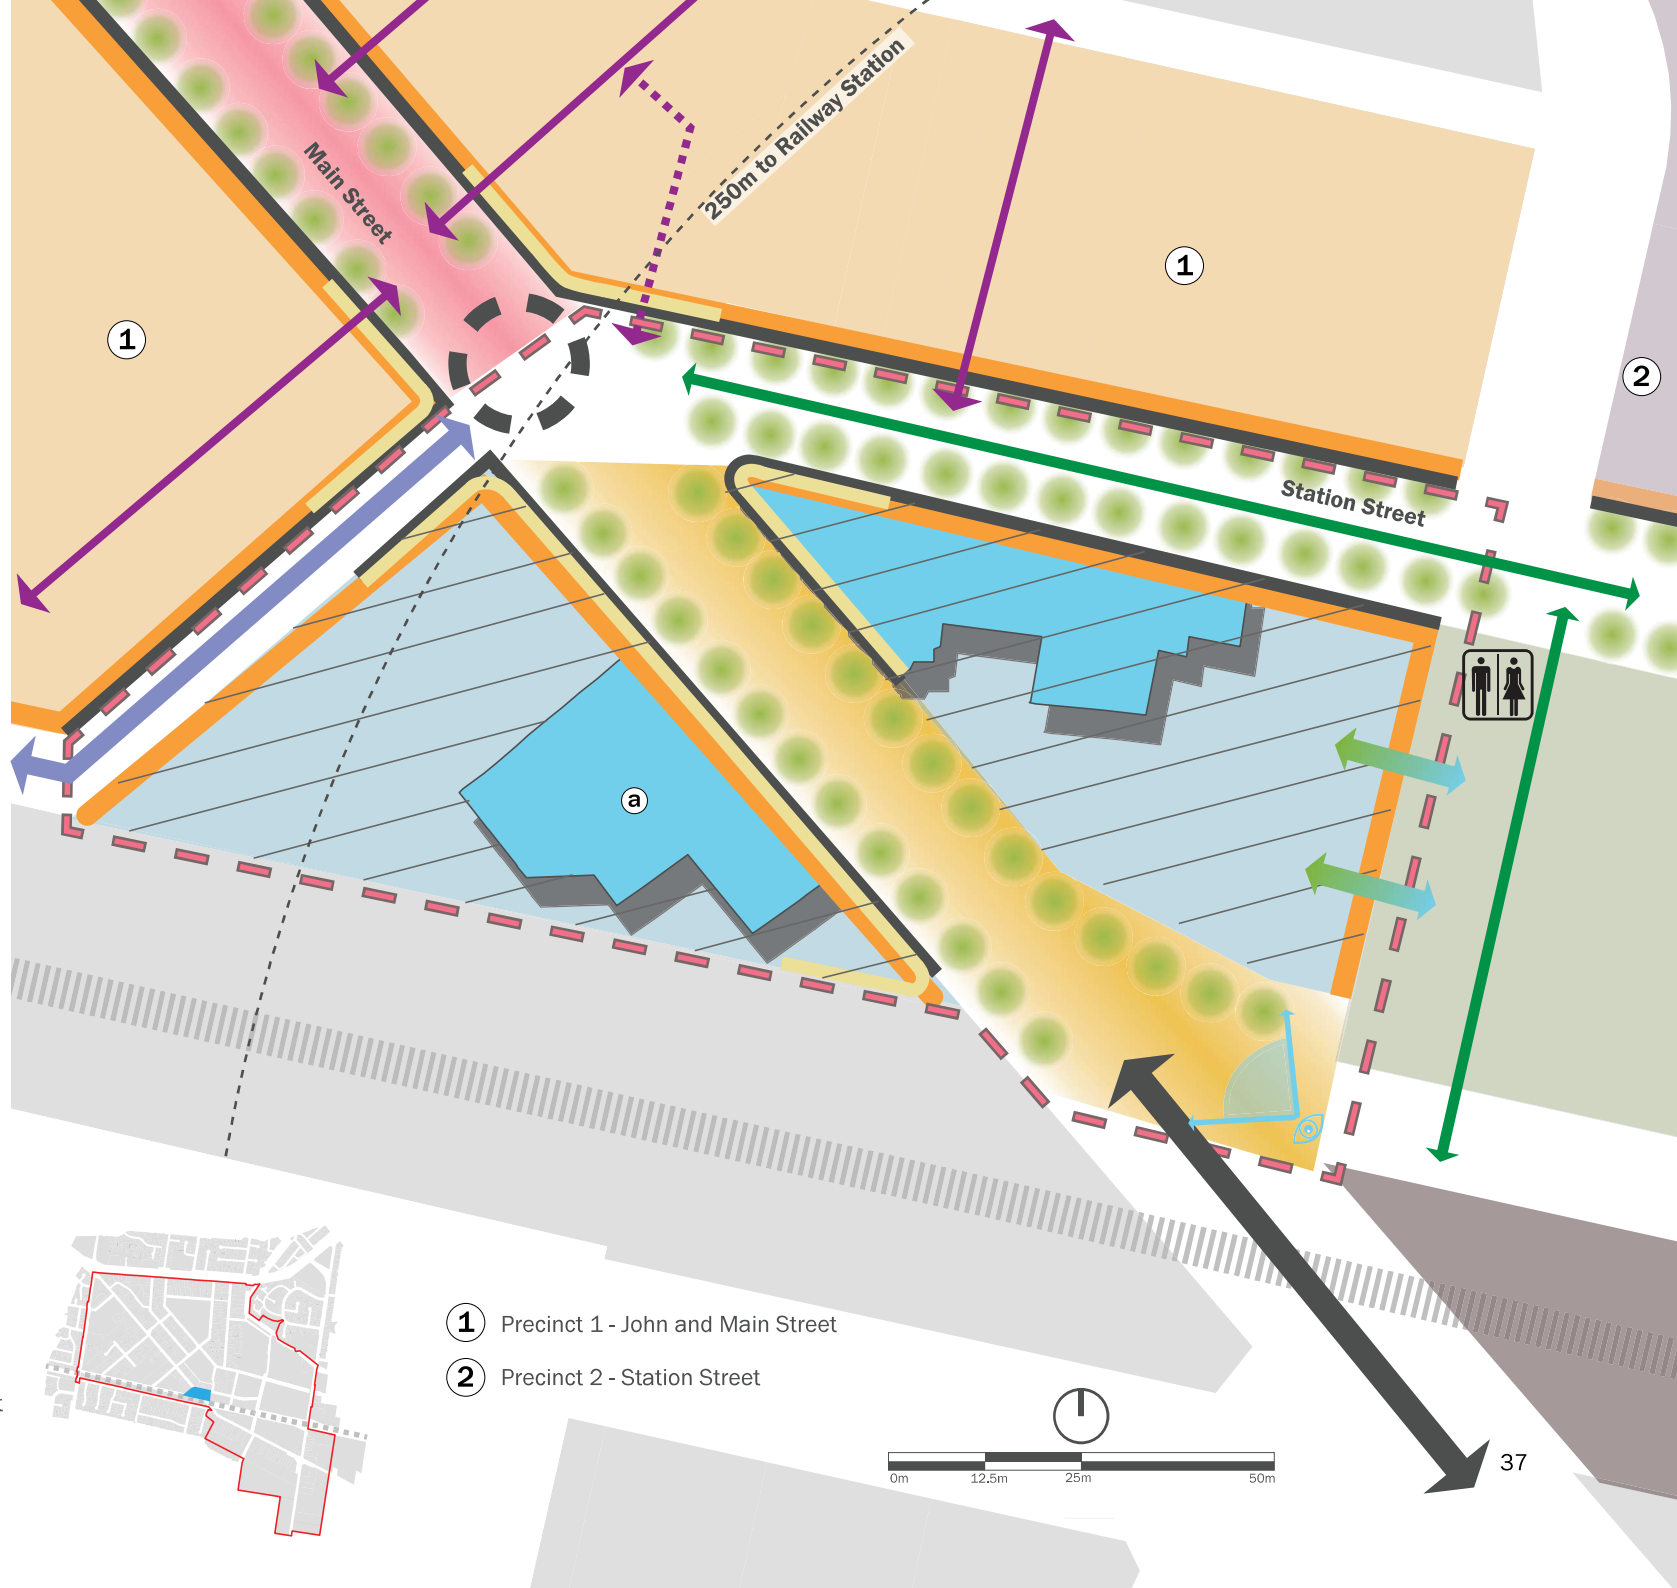 250m to Railway Station
Main Street
1
1
2
Station Street
a
1 Precinct 1 - John and Main Street
2 Precinct 2 - Station Street
0m 12.5m 25m 50m
37